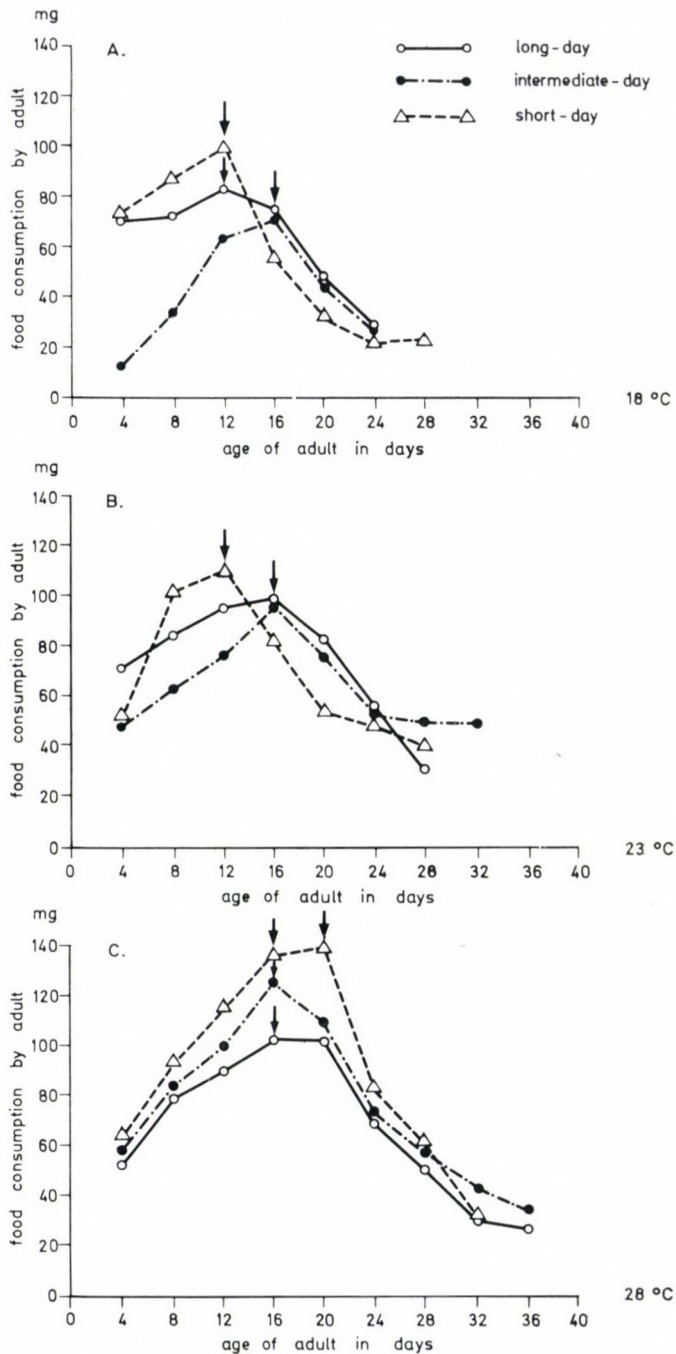 mg
140
A.
long-day
intermediate-day
short-day
120
100
80
60
40
20
0
food consumption by adult
0 4 8 12 16 20 24 28 32 36 40
18 °C
age of adult in days
mg
140
B.
120
100
80
60
40
20
0
food consumption by adult
0 4 8 12 16 20 24 28 32 36 40
23 °C
age of adult in days
mg
140
C.
120
100
80
60
40
20
0
food consumption by adult
0 4 8 12 16 20 24 28 32 36 40
28 °C
age of adult in days